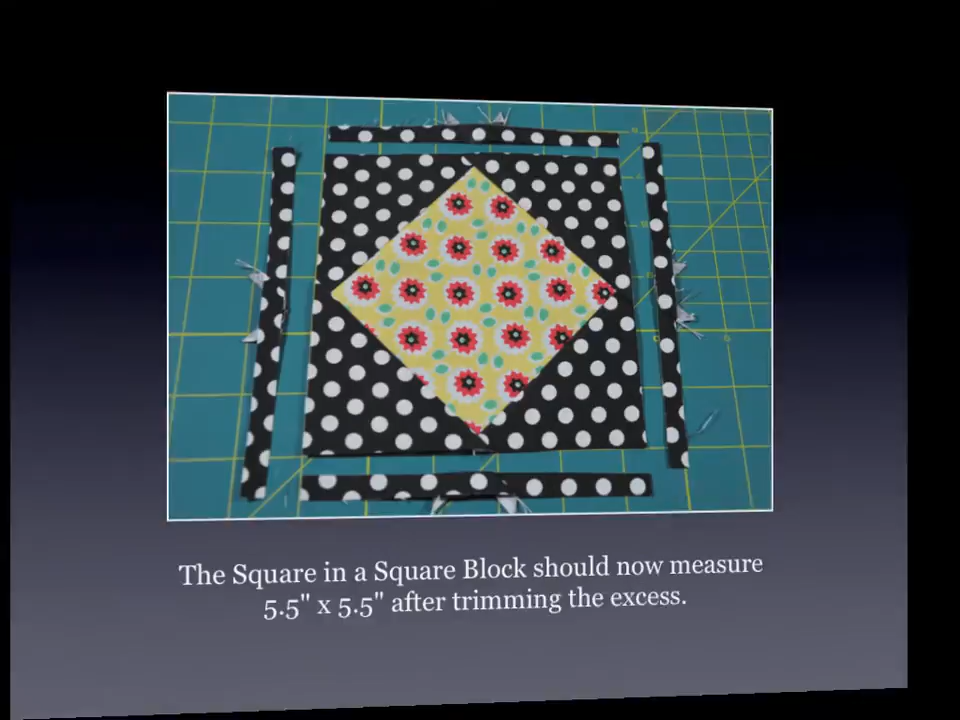 The Square in a Square Block should now measure
5.5" x 5.5" after trimming the excess.